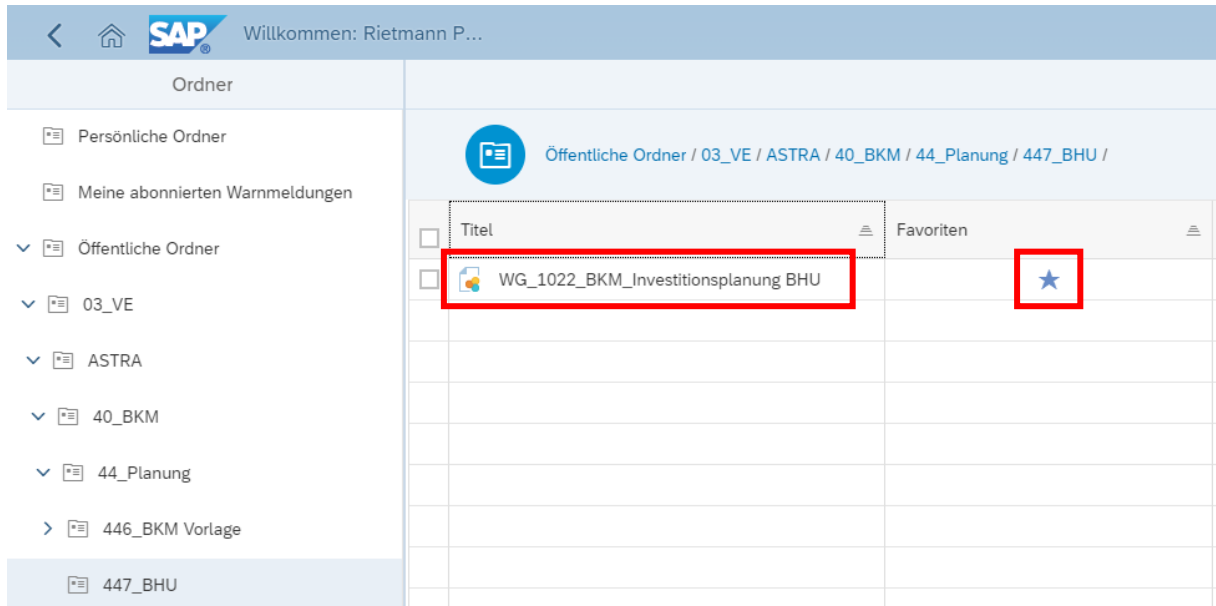 SAP
® Willkommen: Rietmann P...
Ordner
Persönliche Ordner
Meine abonnierten Warnmeldungen
Öffentliche Ordner
03_VE
ASTRA
40_BKM
44_Planung
446_BKM Vorlage
447_BHU
Öffentliche Ordner / 03_VE / ASTRA / 40_BKM / 44_Planung / 447_BHU /
Titel Favoriten
WG_1022_BKM_Investitionsplanung BHU